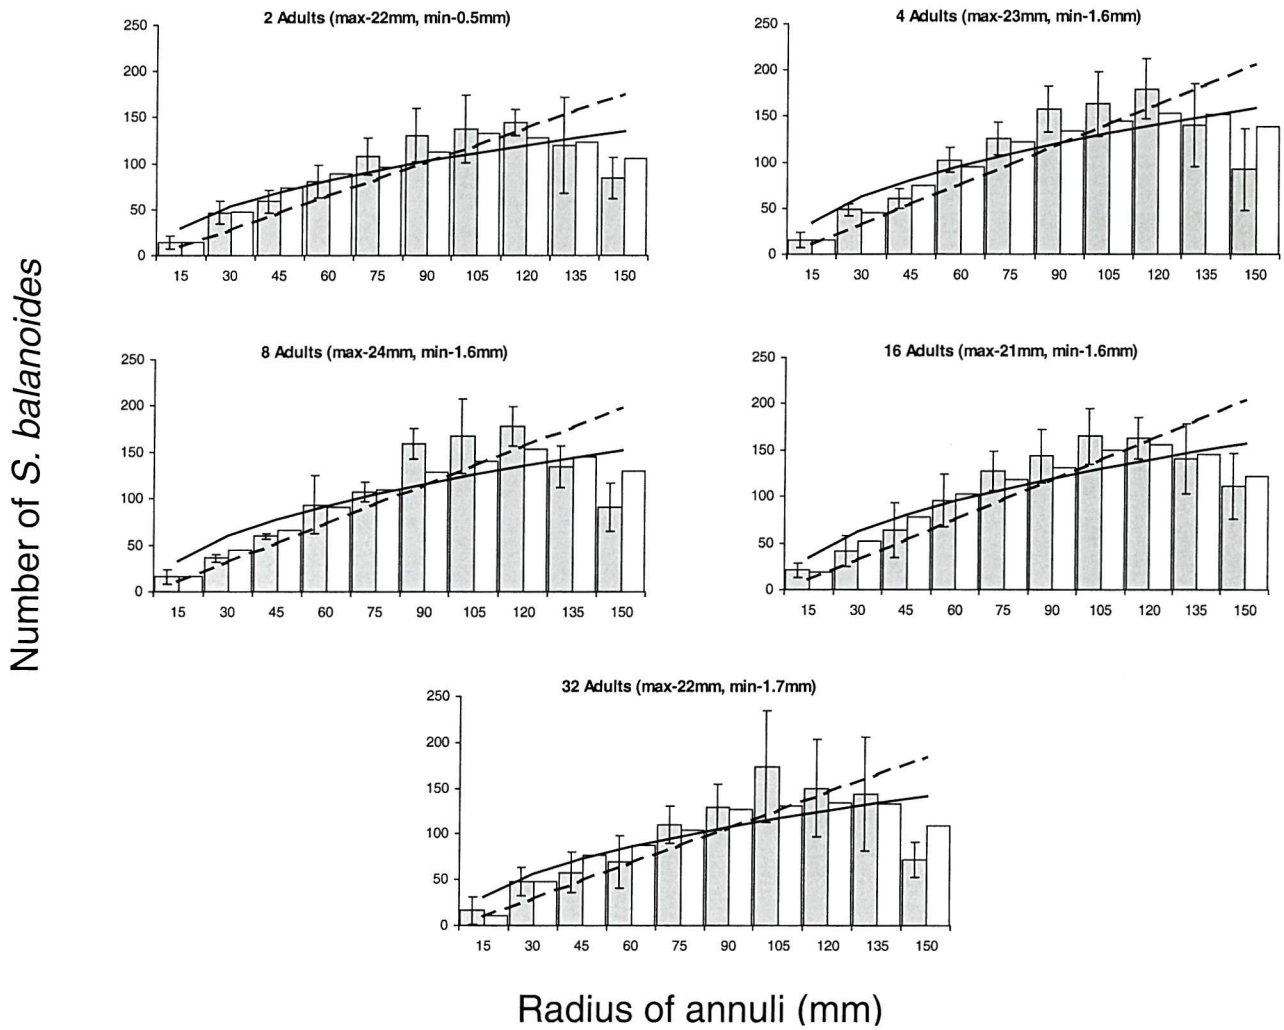 Number of S. balanoides
2 Adults (max-22mm, min-0.5mm)
250
200
150
100
50
0
15 30 45 60 75 90 105 120 135 150
4 Adults (max-23mm, min-1.6mm)
250
200
150
100
50
0
15 30 45 60 75 90 105 120 135 150
8 Adults (max-24mm, min-1.6mm)
250
200
150
100
50
0
15 30 45 60 75 90 105 120 135 150
16 Adults (max-21mm, min-1.6mm)
250
200
150
100
50
0
15 30 45 60 75 90 105 120 135 150
32 Adults (max-22mm, min-1.7mm)
250
200
150
100
50
0
15 30 45 60 75 90 105 120 135 150
Radius of annuli (mm)